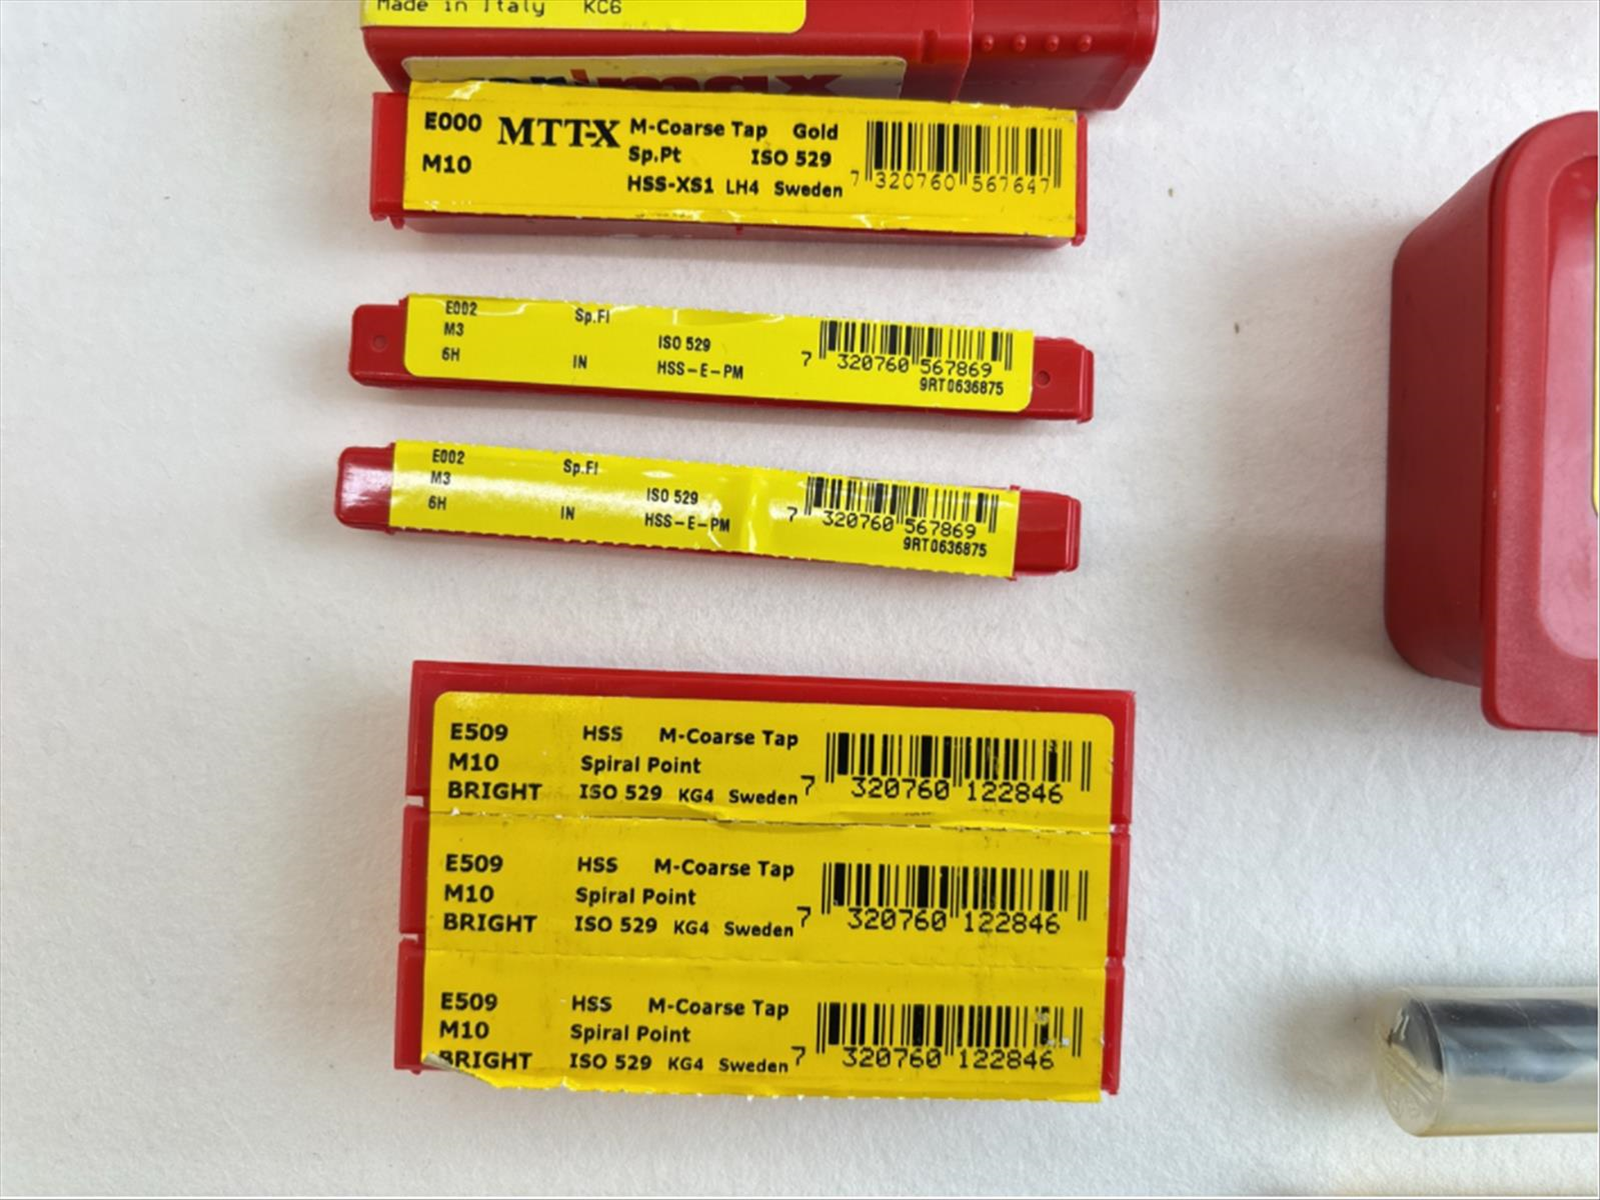 Made in Italy KC6
max
E000 MTT-X M-Coarse Tap Gold
M10 Sp.Pt ISO 529
HSS-XS1 LH4 Sweden 7 320760 567647
E002 Sp.Fl
M3 ISO 529
6H IN HSS-E-PM 7 320760 567869
9RT0636875
E002 Sp.Fl
M3 ISO 529
6H IN HSS-E-PM 7 320760 567869
9RT0636875
E509 HSS M-Coarse Tap
M10 Spiral Point
BRIGHT ISO 529 KG4 Sweden 7 320760 122846
E509 HSS M-Coarse Tap
M10 Spiral Point
BRIGHT ISO 529 KG4 Sweden 7 320760 122846
E509 HSS M-Coarse Tap
M10 Spiral Point
BRIGHT ISO 529 KG4 Sweden 7 320760 122846